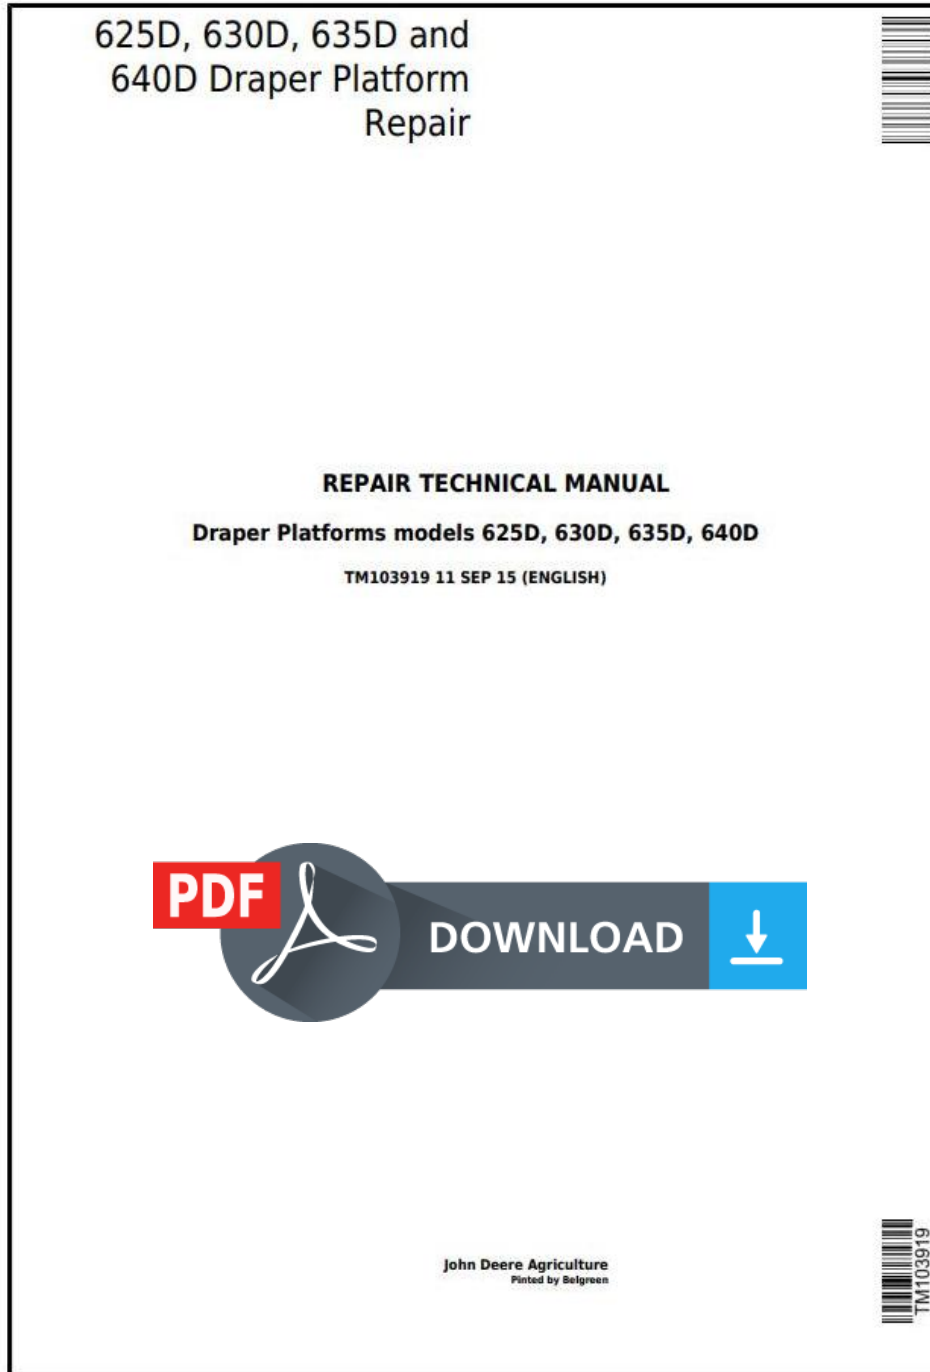 625D, 630D, 635D and
640D Draper Platform
Repair
REPAIR TECHNICAL MANUAL
Draper Platforms models 625D, 630D, 635D, 640D
TM103919 11 SEP 15 (ENGLISH)
PDF
DOWNLOAD
John Deere Agriculture
Pinted by Belgreen
TM103919